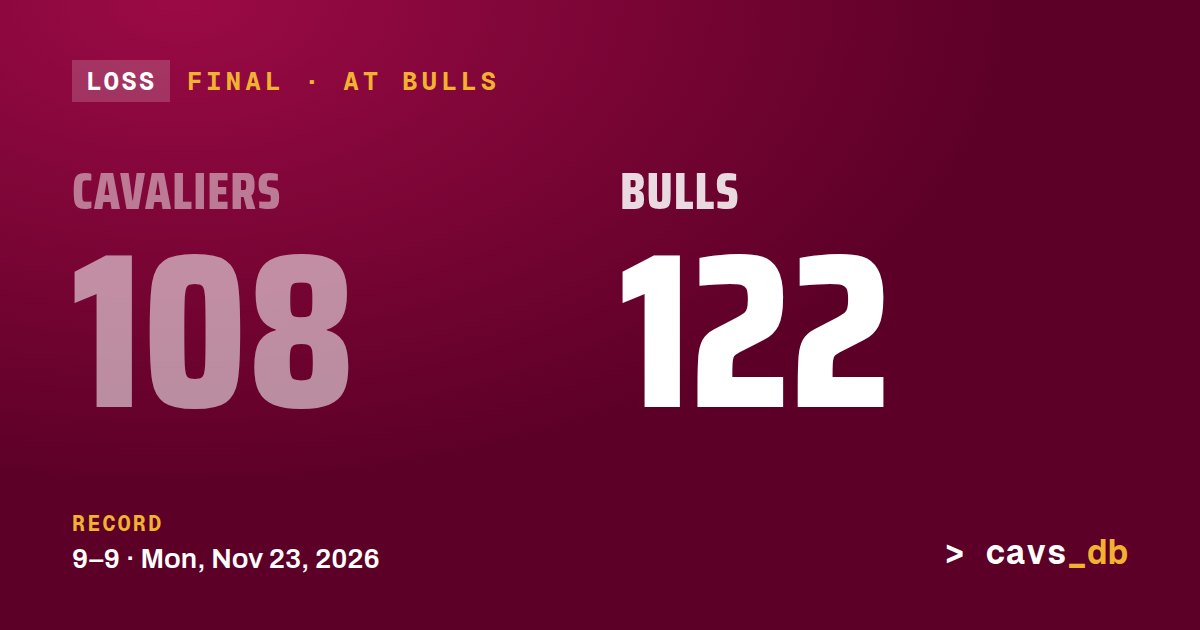 LOSS FINAL · AT BULLS
CAVALIERS
108
BULLS
122
RECORD
9–9 · Mon, Nov 23, 2026
> cavs_db